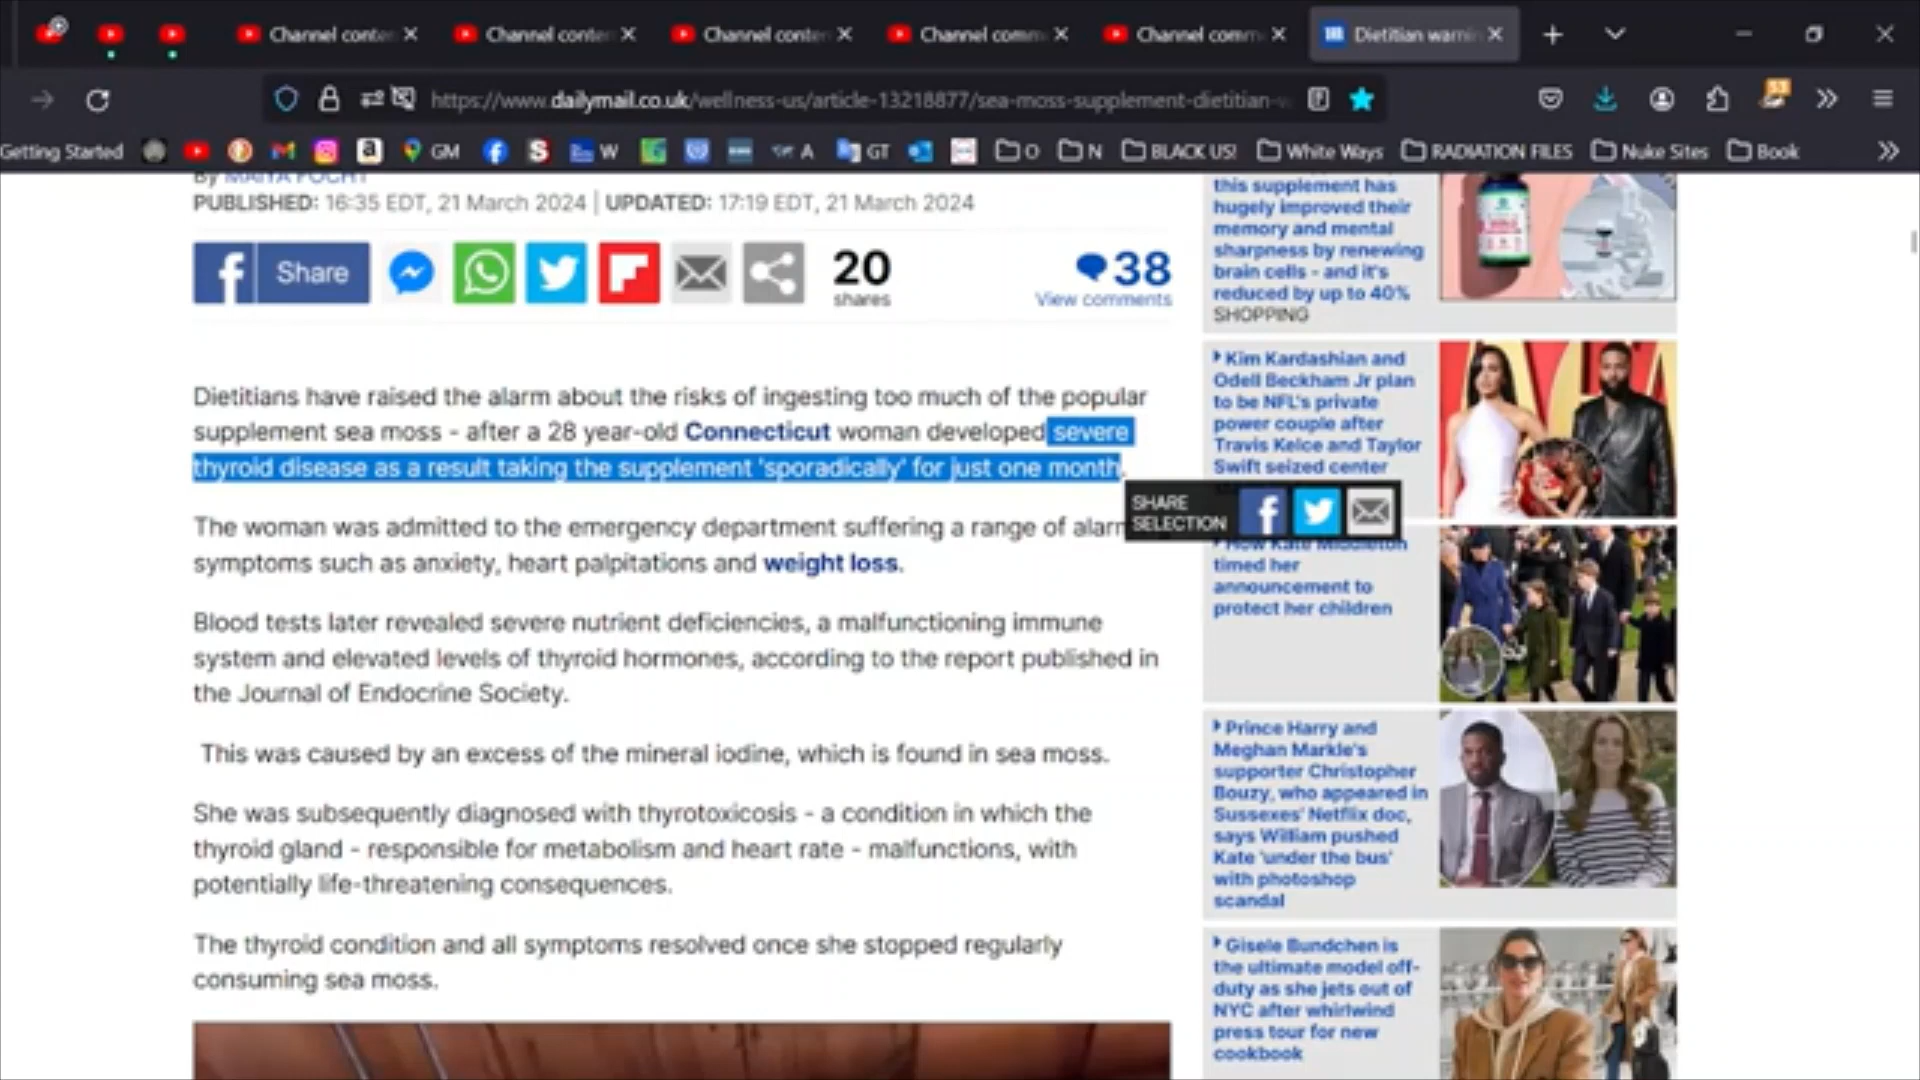 Channel conte
Channel conte
Channel conte
Channel comm
Channel comm
Dietitian warni
https://www.dailymail.co.uk/wellness-us/article-13218877/sea-moss-supplement-dietitian-
53
Getting Started
GM
W
A
GT
O
N
BLACK US!
White Ways
RADIATION FILES
Nuke Sites
Book
By MAIYA FOCHT
PUBLISHED: 16:35 EDT, 21 March 2024 | UPDATED: 17:19 EDT, 21 March 2024
Share
20
shares
38
View comments
Dietitians have raised the alarm about the risks of ingesting too much of the popular
supplement sea moss - after a 28 year-old Connecticut woman developed severe
thyroid disease as a result taking the supplement 'sporadically' for just one month.
The woman was admitted to the emergency department suffering a range of alarm
symptoms such as anxiety, heart palpitations and weight loss.
Blood tests later revealed severe nutrient deficiencies, a malfunctioning immune
system and elevated levels of thyroid hormones, according to the report published in
the Journal of Endocrine Society.
This was caused by an excess of the mineral iodine, which is found in sea moss.
She was subsequently diagnosed with thyrotoxicosis - a condition in which the
thyroid gland - responsible for metabolism and heart rate - malfunctions, with
potentially life-threatening consequences.
The thyroid condition and all symptoms resolved once she stopped regularly
consuming sea moss.
SHARE
SELECTION
this supplement has
hugely improved their
memory and mental
sharpness by renewing
brain cells - and it's
reduced by up to 40%
SHOPPING
Kim Kardashian and
Odell Beckham Jr plan
to be NFL's private
power couple after
Travis Kelce and Taylor
Swift seized center
How Kate Middleton
timed her
announcement to
protect her children
Prince Harry and
Meghan Markle's
supporter Christopher
Bouzy, who appeared in
Sussexes' Netflix doc,
says William pushed
Kate 'under the bus'
with photoshop
scandal
Gisele Bundchen is
the ultimate model off-
duty as she jets out of
NYC after whirlwind
press tour for new
cookbook